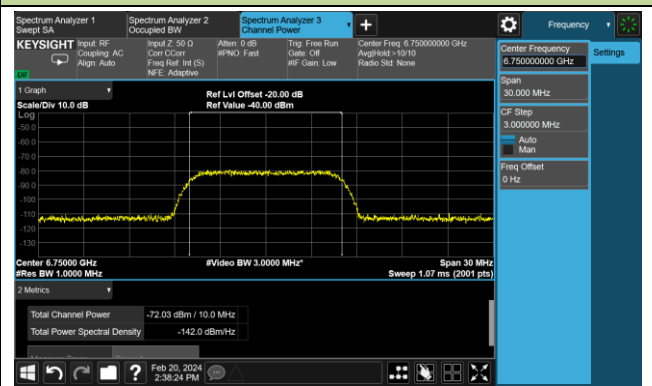 Spectrum Analyzer 1
Swept SA
Spectrum Analyzer 2
Occupied BW
Spectrum Analyzer 3
Channel Power
Frequency
KEYSIGHT
Input: RF
Coupling: AC
Align: Auto
Input Z: 50 Ω
Corr CCorr
Freq Ref: Int (S)
NFE: Adaptive
Atten: 0 dB
#PNO: Fast
Trig: Free Run
Gate: Off
#IF Gain: Low
Center Freq: 6.750000000 GHz
Avg|Hold:>10/10
Radio Std: None
Center Frequency
6.750000000 GHz
Settings
Span
30.000 MHz
CF Step
3.000000 MHz
Auto
Man
Freq Offset
0 Hz
1 Graph
Scale/Div 10.0 dB
Ref Lvl Offset -20.00 dB
Ref Value -40.00 dBm
Log
-50.0
-60.0
-70.0
-80.0
-90.0
-100
-110
-120
-130
Center 6.75000 GHz
#Res BW 1.0000 MHz
#Video BW 3.0000 MHz*
Span 30 MHz
Sweep 1.07 ms (2001 pts)
2 Metrics
Total Channel Power
-72.03 dBm / 10.0 MHz
Total Power Spectral Density
-142.0 dBm/Hz
Feb 20, 2024
2:38:24 PM